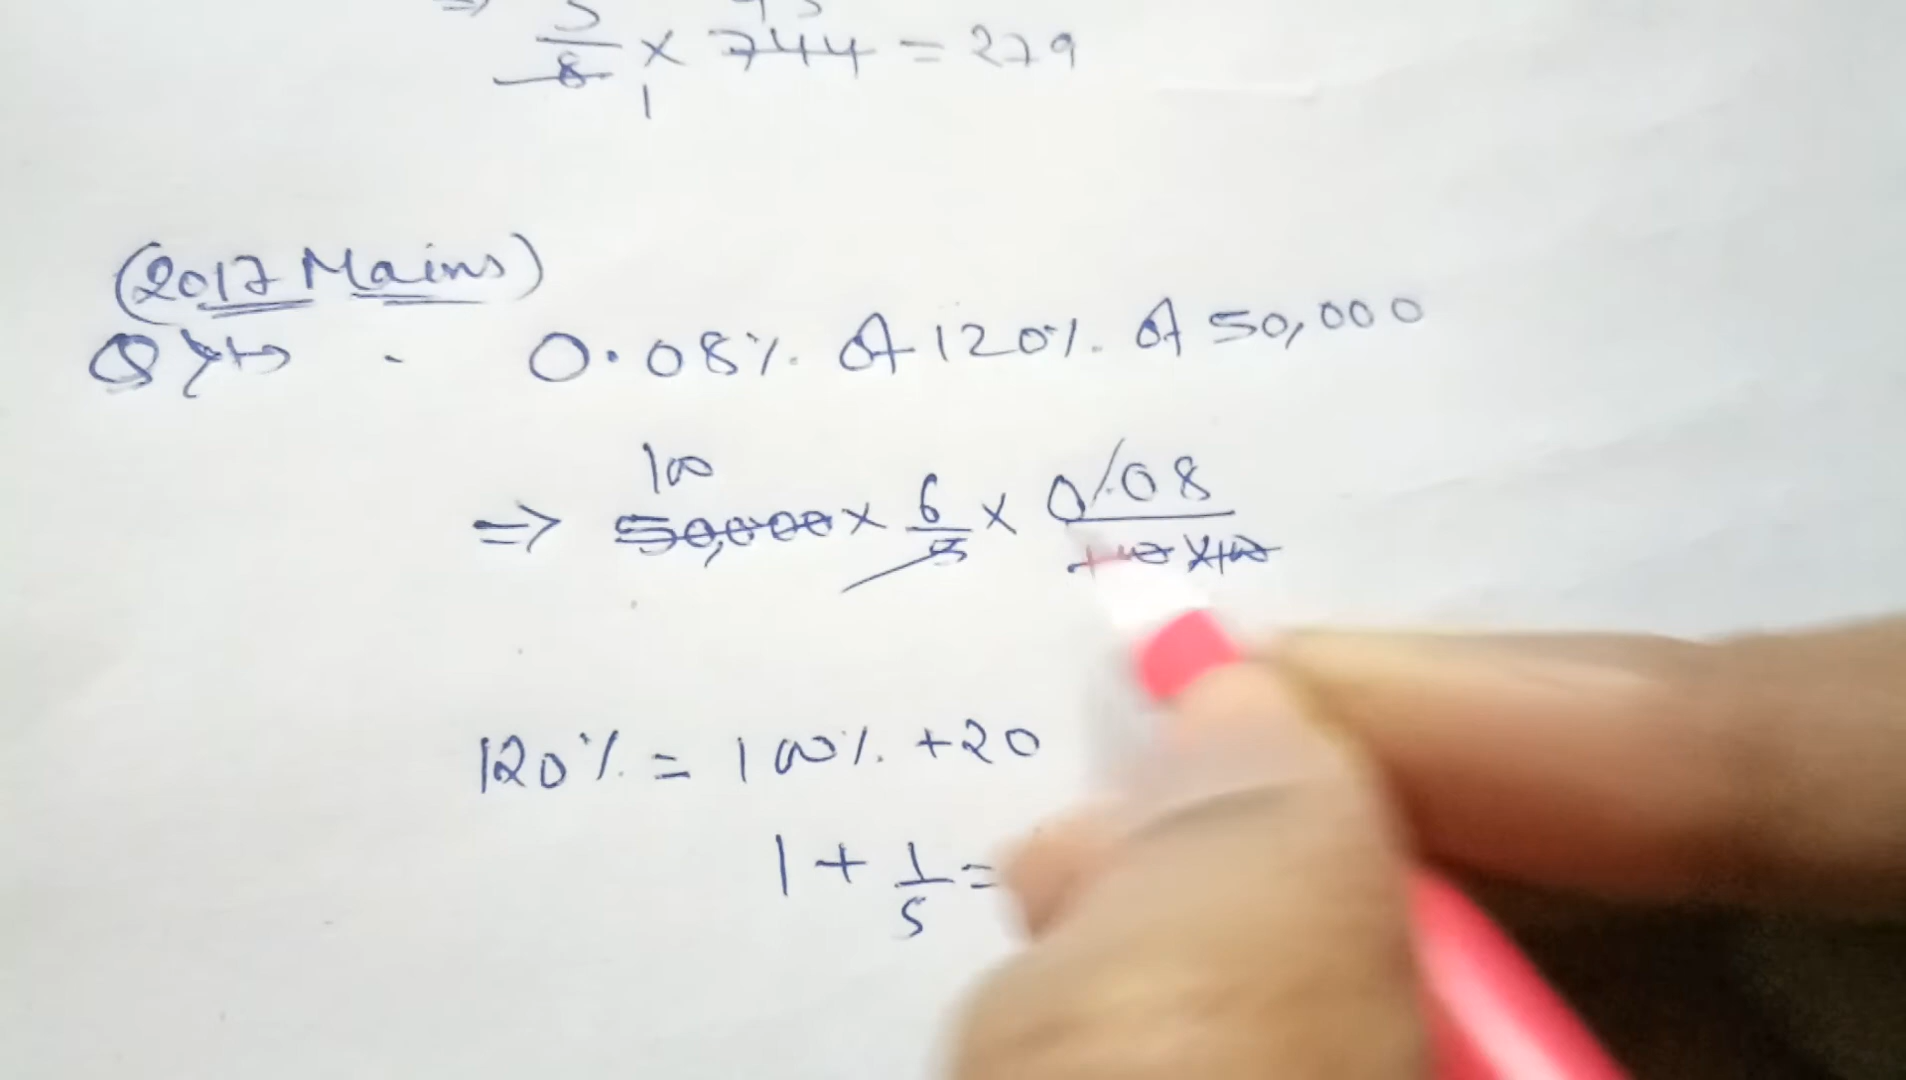 3/8 × 744 = 279
1
(2017 Mains)
0.08% of 120% of 50,000
100
⇒ 50,000 × 6/5 × 0.08/100×100
120% = 100% + 20
1 + 1/5 =